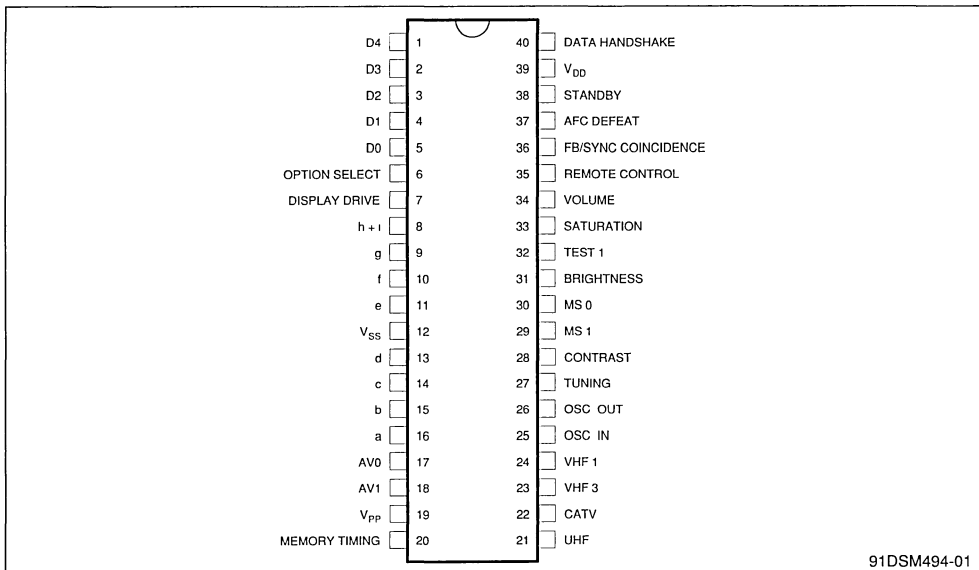 D4 1 40 DATA HANDSHAKE
D3 2 39 VDD
D2 3 38 STANDBY
D1 4 37 AFC DEFEAT
D0 5 36 FB/SYNC COINCIDENCE
OPTION SELECT 6 35 REMOTE CONTROL
DISPLAY DRIVE 7 34 VOLUME
h + ı 8 33 SATURATION
g 9 32 TEST 1
f 10 31 BRIGHTNESS
e 11 30 MS 0
VSS 12 29 MS 1
d 13 28 CONTRAST
c 14 27 TUNING
b 15 26 OSC OUT
a 16 25 OSC IN
AV0 17 24 VHF 1
AV1 18 23 VHF 3
VPP 19 22 CATV
MEMORY TIMING 20 21 UHF
91DSM494-01